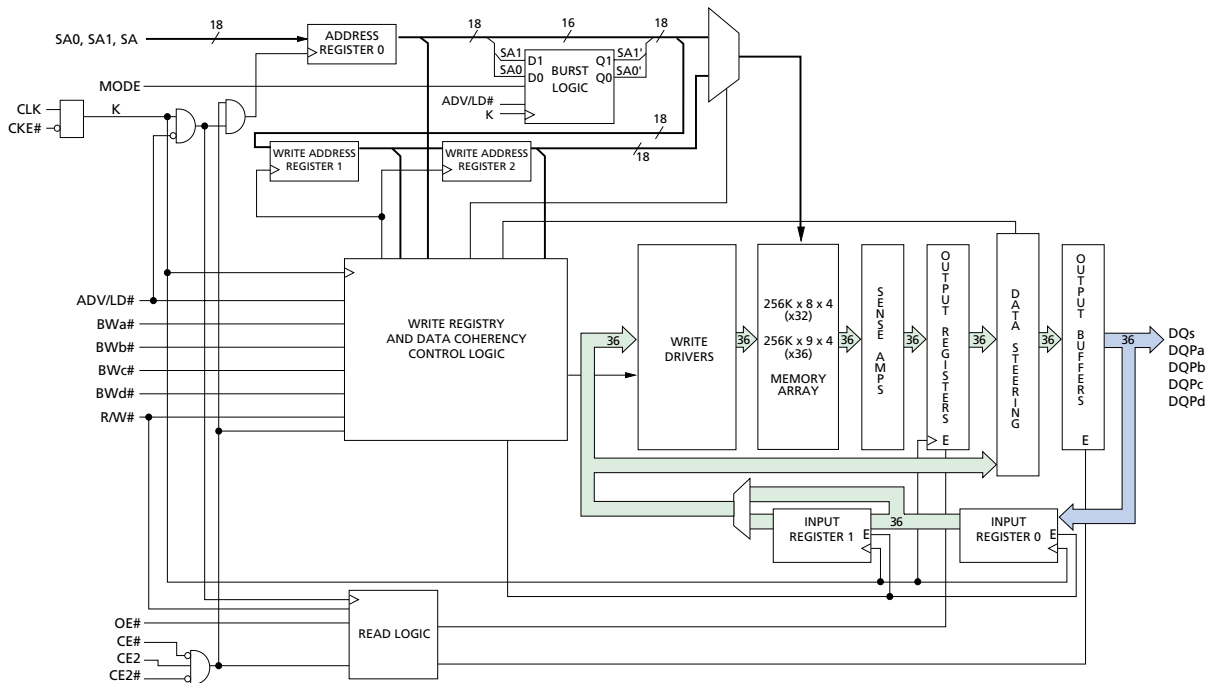 SA0, SA1, SA
18
ADDRESS
REGISTER 0
18
16
18
SA1
SA0
D1
D0
BURST
LOGIC
Q1
Q0
SA1'
SA0'
MODE
ADV/LD#
K
CLK
CKE#
K
18
18
WRITE ADDRESS
REGISTER 1
WRITE ADDRESS
REGISTER 2
ADV/LD#
BWa#
BWb#
BWc#
BWd#
R/W#
WRITE REGISTRY
AND DATA COHERENCY
CONTROL LOGIC
36
WRITE
DRIVERS
36
256K x 8 x 4
(x32)
256K x 9 x 4
(x36)
MEMORY
ARRAY
36
SENSE AMPS
36
OUTPUT REGISTERS
E
36
DATA STEERING
36
OUTPUT BUFFERS
E
36
DQs
DQPa
DQPb
DQPc
DQPd
INPUT
REGISTER 1
E
36
INPUT
REGISTER 0
E
OE#
CE#
CE2
CE2#
READ LOGIC